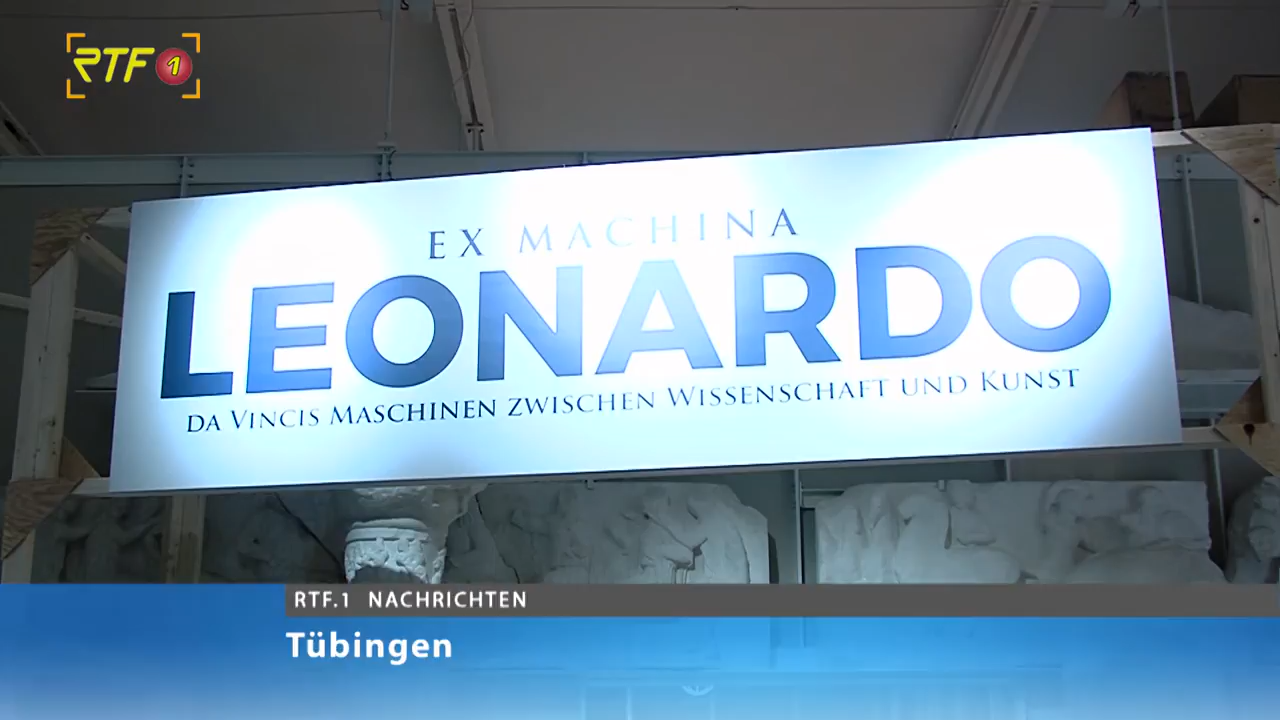 RTF 1
EX MACHINA
LEONARDO
DA VINCIS MASCHINEN ZWISCHEN WISSENSCHAFT UND KUNST
RTF.1 NACHRICHTEN
Tübingen